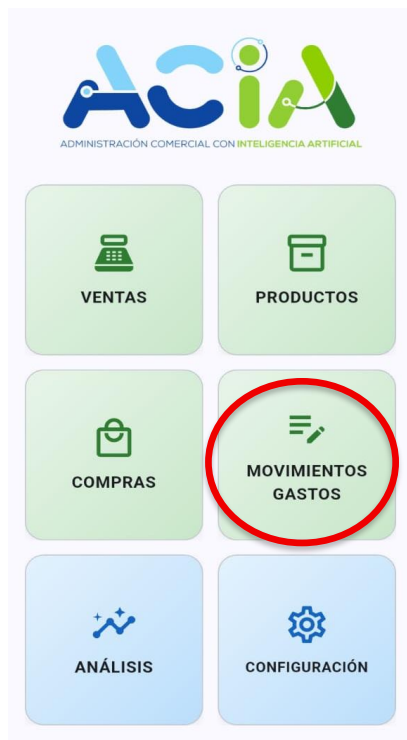 ACIA
ADMINISTRACIÓN COMERCIAL CON INTELIGENCIA ARTIFICIAL
VENTAS
PRODUCTOS
COMPRAS
MOVIMIENTOS
GASTOS
ANÁLISIS
CONFIGURACIÓN